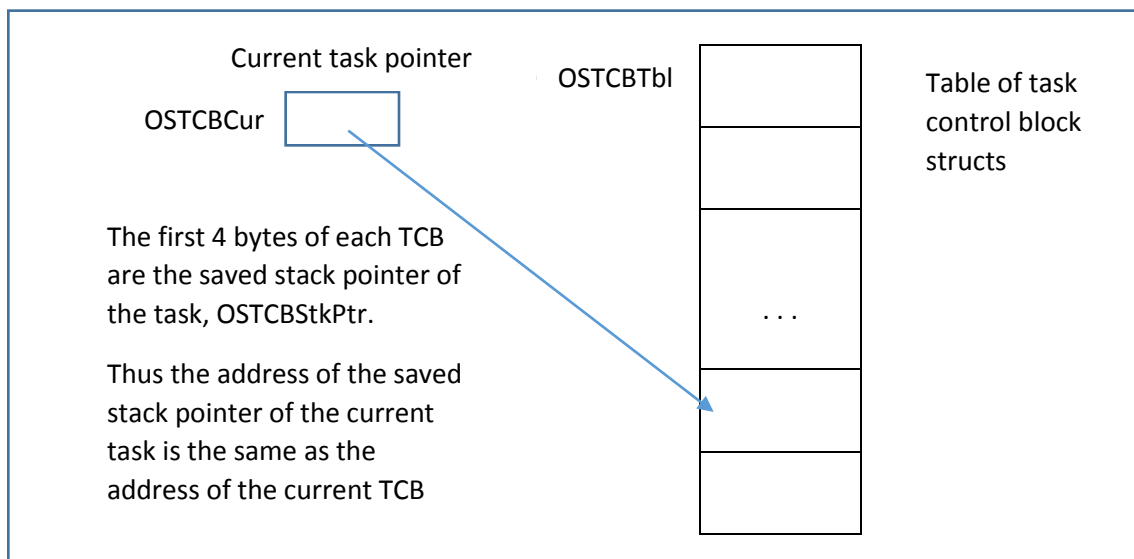 Current task pointer
OSTCBCur
OSTCBTbl
Table of task
control block
structs
The first 4 bytes of each TCB
are the saved stack pointer of
the task, OSTCBStkPtr.
. . .
Thus the address of the saved
stack pointer of the current
task is the same as the
address of the current TCB